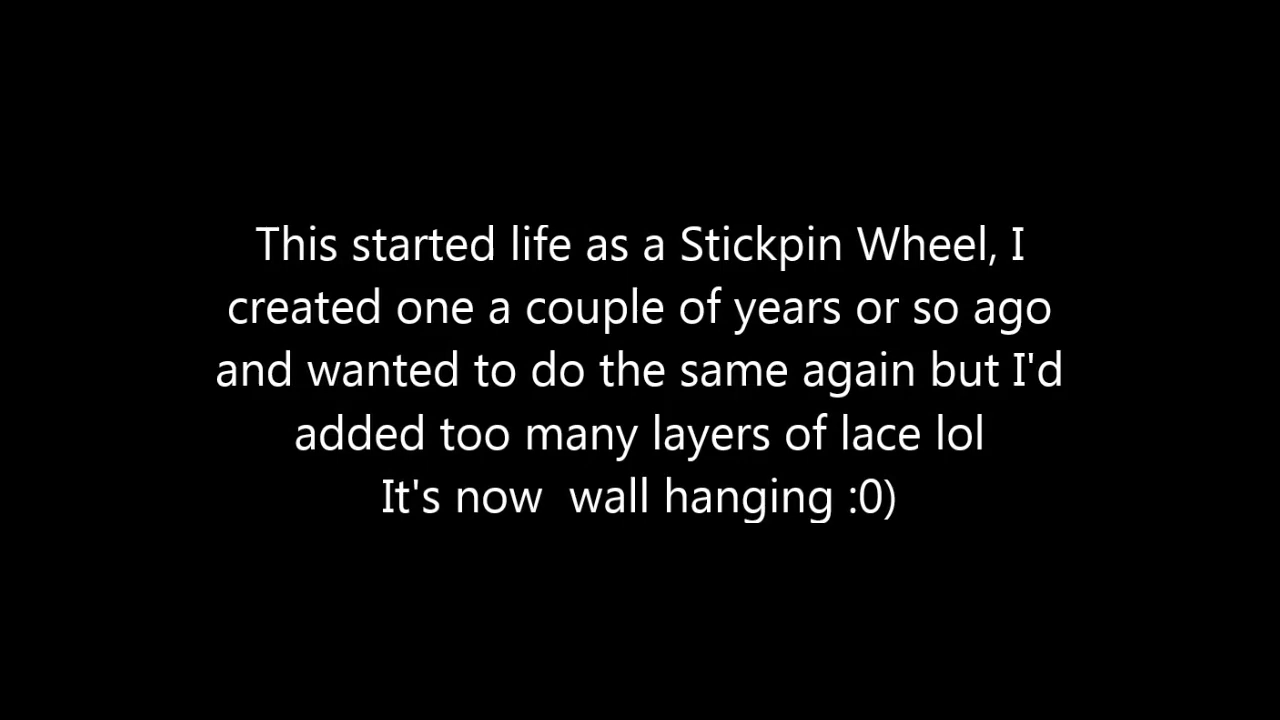 This started life as a Stickpin Wheel, I
created one a couple of years or so ago
and wanted to do the same again but I'd
added too many layers of lace lol
It's now  wall hanging :0)